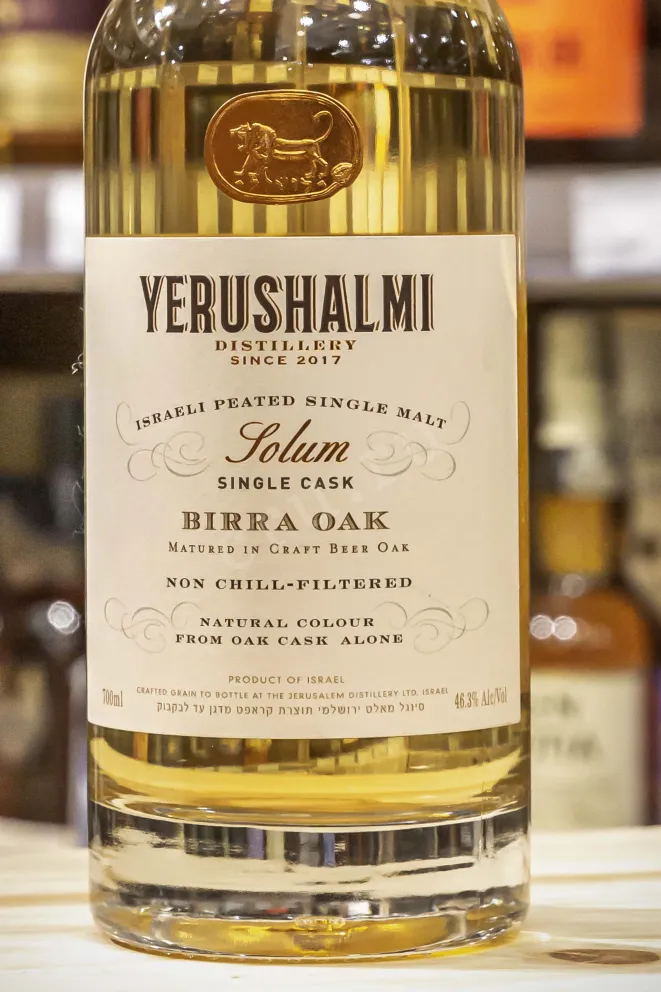 YERUSHALMI
DISTILLERY
SINCE 2017
ISRAELI PEATED SINGLE MALT
Solum
SINGLE CASK
BIRRA OAK
MATURED IN CRAFT BEER OAK
NON CHILL-FILTERED
NATURAL COLOUR
FROM OAK CASK ALONE
PRODUCT OF ISRAEL
CRAFTED GRAIN TO BOTTLE AT THE JERUSALEM DISTILLERY LTD. ISRAEL
700ml
46.3% Alc/Vol
סינגל מאלט ירושלמי תוצרת קראפט מדגן עד לבקבוק